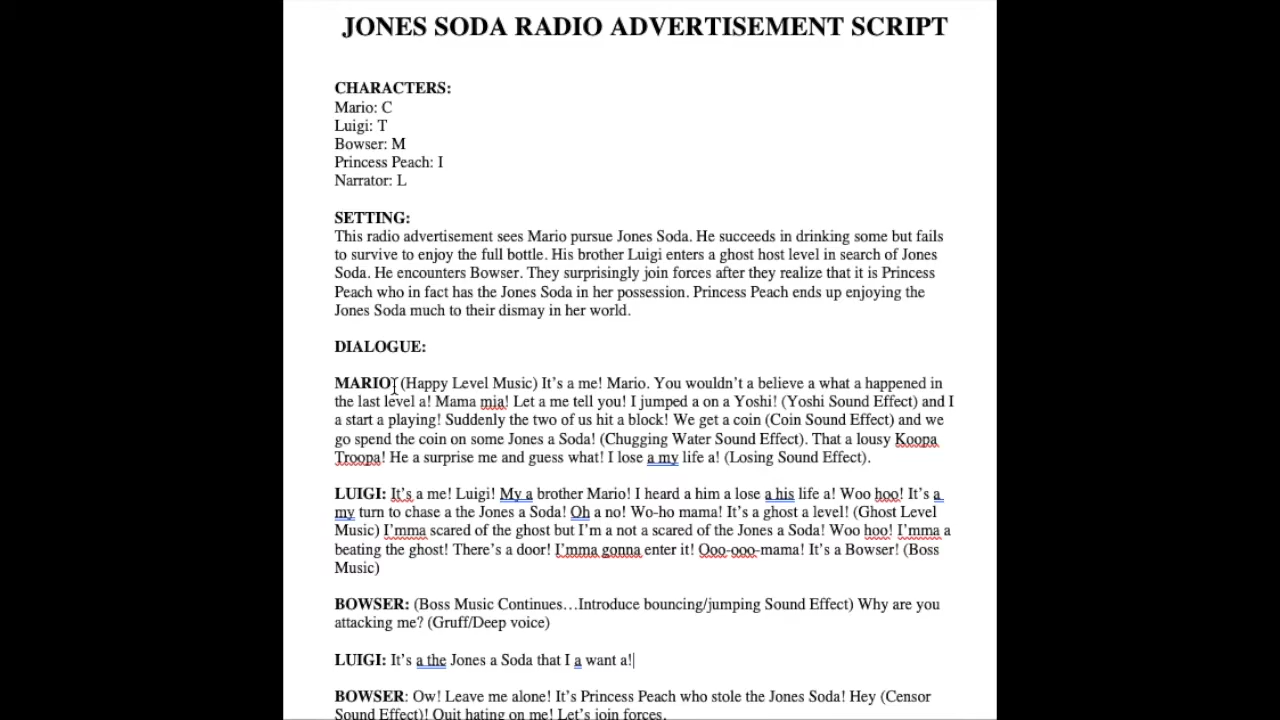 JONES SODA RADIO ADVERTISEMENT SCRIPT
CHARACTERS:
Mario: C
Luigi: T
Bowser: M
Princess Peach: I
Narrator: L
SETTING:
This radio advertisement sees Mario pursue Jones Soda. He succeeds in drinking some but fails
to survive to enjoy the full bottle. His brother Luigi enters a ghost host level in search of Jones
Soda. He encounters Bowser. They surprisingly join forces after they realize that it is Princess
Peach who in fact has the Jones Soda in her possession. Princess Peach ends up enjoying the
Jones Soda much to their dismay in her world.
DIALOGUE:
MARIO: (Happy Level Music) It’s a me! Mario. You wouldn’t a believe a what a happened in
the last level a! Mama mia! Let a me tell you! I jumped a on a Yoshi! (Yoshi Sound Effect) and I
a start a playing! Suddenly the two of us hit a block! We get a coin (Coin Sound Effect) and we
go spend the coin on some Jones a Soda! (Chugging Water Sound Effect). That a lousy Koopa
Troopa! He a surprise me and guess what! I lose a my life a! (Losing Sound Effect).
LUIGI: It’s a me! Luigi! My a brother Mario! I heard a him a lose a his life a! Woo hoo! It’s a
my turn to chase a the Jones a Soda! Oh a no! Wo-ho mama! It’s a ghost a level! (Ghost Level
Music) I’mma scared of the ghost but I’m a not a scared of the Jones a Soda! Woo hoo! I’mma a
beating the ghost! There’s a door! I’mma gonna enter it! Ooo-ooo-mama! It’s a Bowser! (Boss
Music)
BOWSER: (Boss Music Continues…Introduce bouncing/jumping Sound Effect) Why are you
attacking me? (Gruff/Deep voice)
LUIGI: It’s a the Jones a Soda that I a want a!
BOWSER: Ow! Leave me alone! It’s Princess Peach who stole the Jones Soda! Hey (Censor
Sound Effect)! Quit hating on me! Let’s join forces.